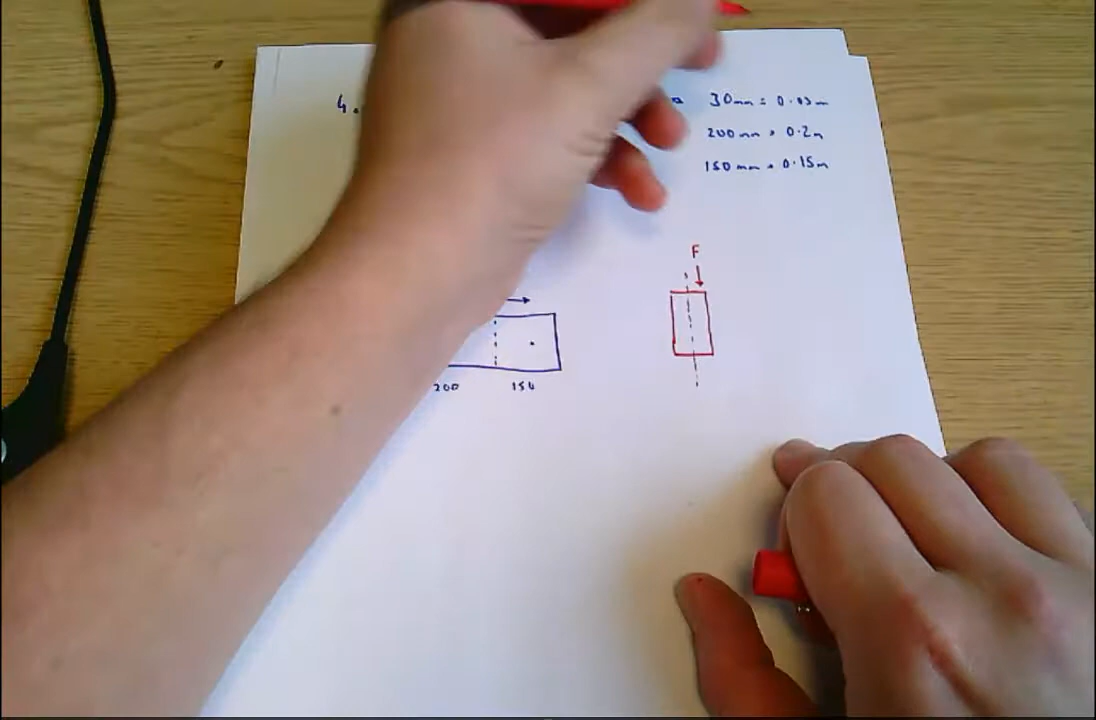 4.
30mm = 0.03m
200mm = 0.2m
150mm = 0.15m
F
200 150